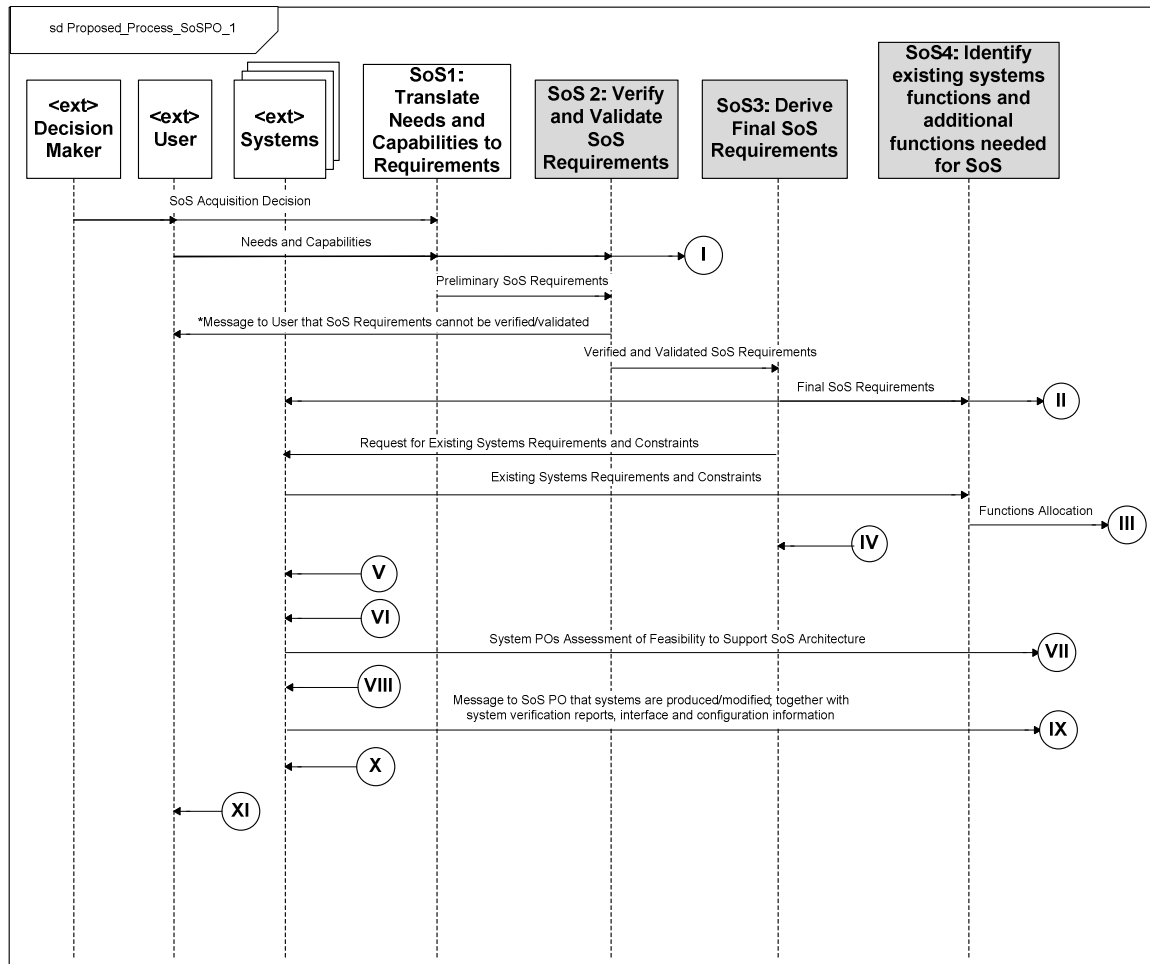 sd Proposed_Process_SoSPO_1
<ext>
Decision
Maker
<ext>
User
<ext>
Systems
SoS1:
Translate
Needs and
Capabilities to
Requirements
SoS 2: Verify
and Validate
SoS
Requirements
SoS3: Derive
Final SoS
Requirements
SoS4: Identify
existing systems
functions and
additional
functions needed
for SoS
SoS Acquisition Decision
Needs and Capabilities
I
Preliminary SoS Requirements
*Message to User that SoS Requirements cannot be verified/validated
Verified and Validated SoS Requirements
Final SoS Requirements
II
Request for Existing Systems Requirements and Constraints
Existing Systems Requirements and Constraints
Functions Allocation
III
IV
V
VI
System POs Assessment of Feasibility to Support SoS Architecture
VII
VIII
Message to SoS PO that systems are produced/modified; together with
system verification reports, interface and configuration information
IX
X
XI